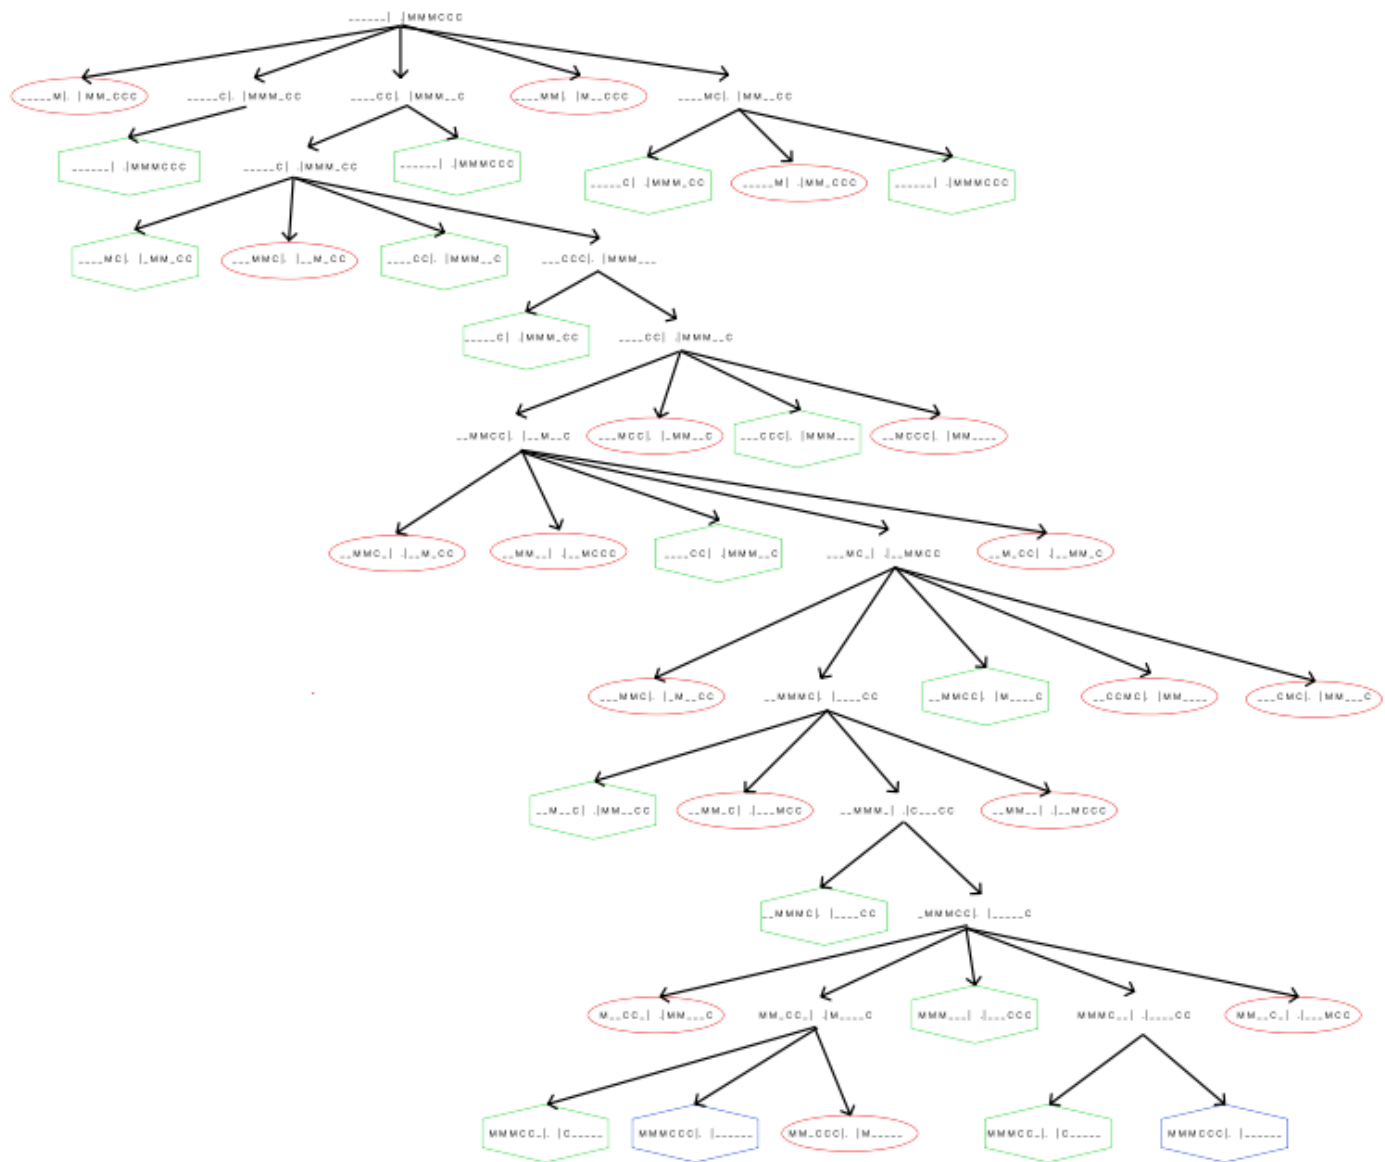 ______| .|MMMCCC
_____M|. |MM_CCC
_____C|. |MMM_CC
____CC|. |MMM__C
____MM|. |M__CCC
____MC|. |MM__CC
______| .|MMMCCC
_____C| .|MMM_CC
______| .|MMMCCC
_____C| .|MMM_CC
_____M| .|MM_CCC
______| .|MMMCCC
____MC|. |_MM_CC
___MMC|. |__M_CC
____CC|. |MMM__C
___CCC|. |MMM___
_____C| .|MMM_CC
____CC| .|MMM__C
__MMCC|. |__M__C
___MCC|. |_MM__C
___CCC|. |MMM___
__MCCC|. |MM____
__MMC_| .|__M_CC
__MM__| .|__MCCC
____CC| .|MMM__C
___MC_| .|__MMCC
__M_CC| .|__MM_C
___MMC|. |_M__CC
__MMMC|. |____CC
__MMCC|. |M____C
__CCMC|. |MM____
___CMC|. |MM___C
__M__C| .|MM__CC
__MM_C| .|___MCC
__MMM_| .|C___CC
__MM__| .|__MCCC
__MMMC|. |____CC
_MMMCC|. |_____C
M__CC_| .|MM___C
MM_CC_| .|M____C
MMM___| .|___CCC
MMMC__| .|____CC
MM__C_| .|___MCC
MMMCC_|. |C_____
MMMCCC|. |______
MM_CCC|. |M_____
MMMCC_|. |C_____
MMMCCC|. |______